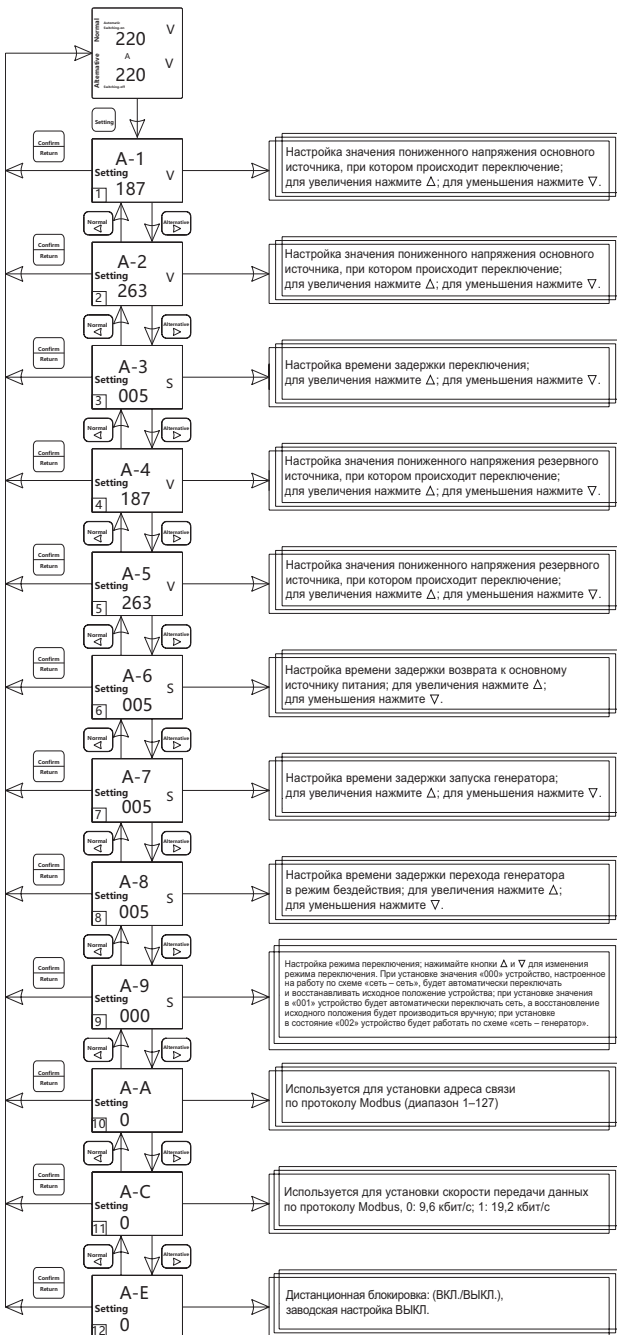 Normal
Automatic
Switching on
220 V
A
Alternative
220 V
Switching off
Setting
Confirm
Return
A-1
Setting
1 187 V
Настройка значения пониженного напряжения основного
источника, при котором происходит переключение;
для увеличения нажмите △; для уменьшения нажмите ▽.
Normal
◁
Alternative
▷
Confirm
Return
A-2
Setting
2 263 V
Настройка значения пониженного напряжения основного
источника, при котором происходит переключение;
для увеличения нажмите △; для уменьшения нажмите ▽.
Normal
◁
Alternative
▷
Confirm
Return
A-3
Setting
3 005 S
Настройка времени задержки переключения;
для увеличения нажмите △; для уменьшения нажмите ▽.
Normal
◁
Alternative
▷
Confirm
Return
A-4
Setting
4 187 V
Настройка значения пониженного напряжения резервного
источника, при котором происходит переключение;
для увеличения нажмите △; для уменьшения нажмите ▽.
Normal
◁
Alternative
▷
Confirm
Return
A-5
Setting
5 263 V
Настройка значения пониженного напряжения резервного
источника, при котором происходит переключение;
для увеличения нажмите △; для уменьшения нажмите ▽.
Normal
◁
Alternative
▷
Confirm
Return
A-6
Setting
6 005 S
Настройка времени задержки возврата к основному
источнику питания; для увеличения нажмите △;
для уменьшения нажмите ▽.
Normal
◁
Alternative
▷
Confirm
Return
A-7
Setting
7 005 S
Настройка времени задержки запуска генератора;
для увеличения нажмите △; для уменьшения нажмите ▽.
Normal
◁
Alternative
▷
Confirm
Return
A-8
Setting
8 005 S
Настройка времени задержки перехода генератора
в режим бездействия; для увеличения нажмите △;
для уменьшения нажмите ▽.
Normal
◁
Alternative
▷
Confirm
Return
A-9
Setting
9 000 S
Настройка режима переключения; нажимайте кнопки △ и ▽ для изменения
режима переключения. При установке значения «000» устройство, настроенное
на работу по схеме «сеть – сеть», будет автоматически переключать
и восстанавливать исходное положение устройства; при установке значения
в «001» устройство будет автоматически переключать сеть, а восстановление
исходного положения будет производиться вручную; при установке
в состояние «002» устройство будет работать по схеме «сеть – генератор».
Normal
◁
Alternative
▷
Confirm
Return
A-A
Setting
10 0
Используется для установки адреса связи
по протоколу Modbus (диапазон 1–127)
Normal
◁
Alternative
▷
Confirm
Return
A-C
Setting
11 0
Используется для установки скорости передачи данных
по протоколу Modbus, 0: 9,6 кбит/с; 1: 19,2 кбит/с
Normal
◁
Alternative
▷
Confirm
Return
A-E
Setting
12 0
Дистанционная блокировка: (ВКЛ./ВЫКЛ.),
заводская настройка ВЫКЛ.